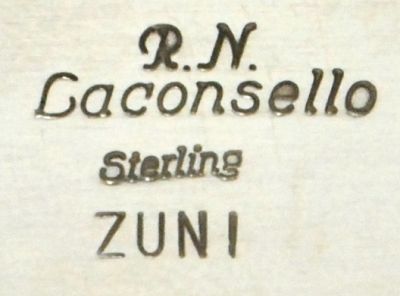 R.N.
Laconsello
Sterling
ZUNI